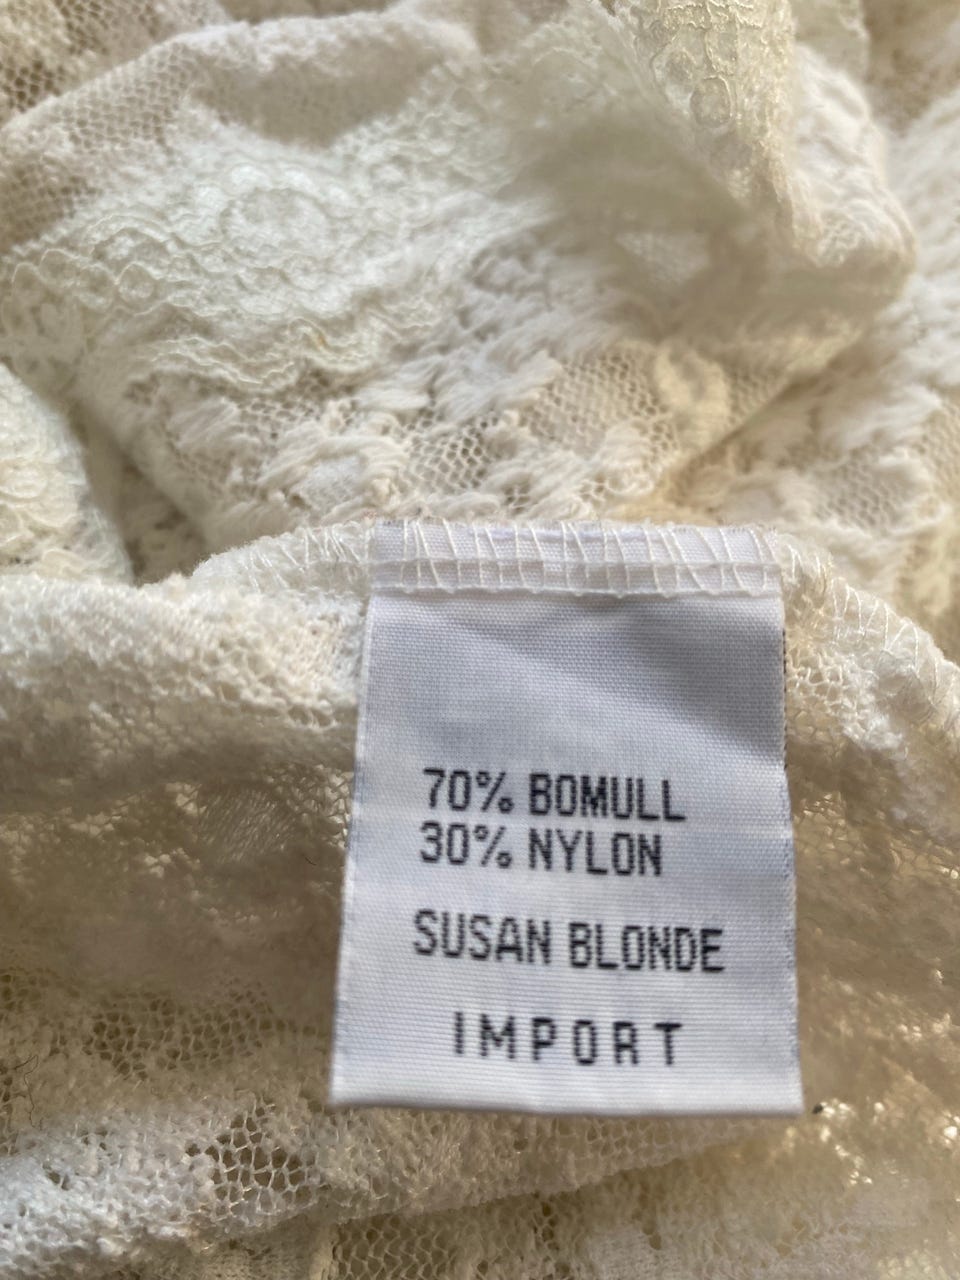 70% BOMULL
30% NYLON
SUSAN BLONDE
IMPORT